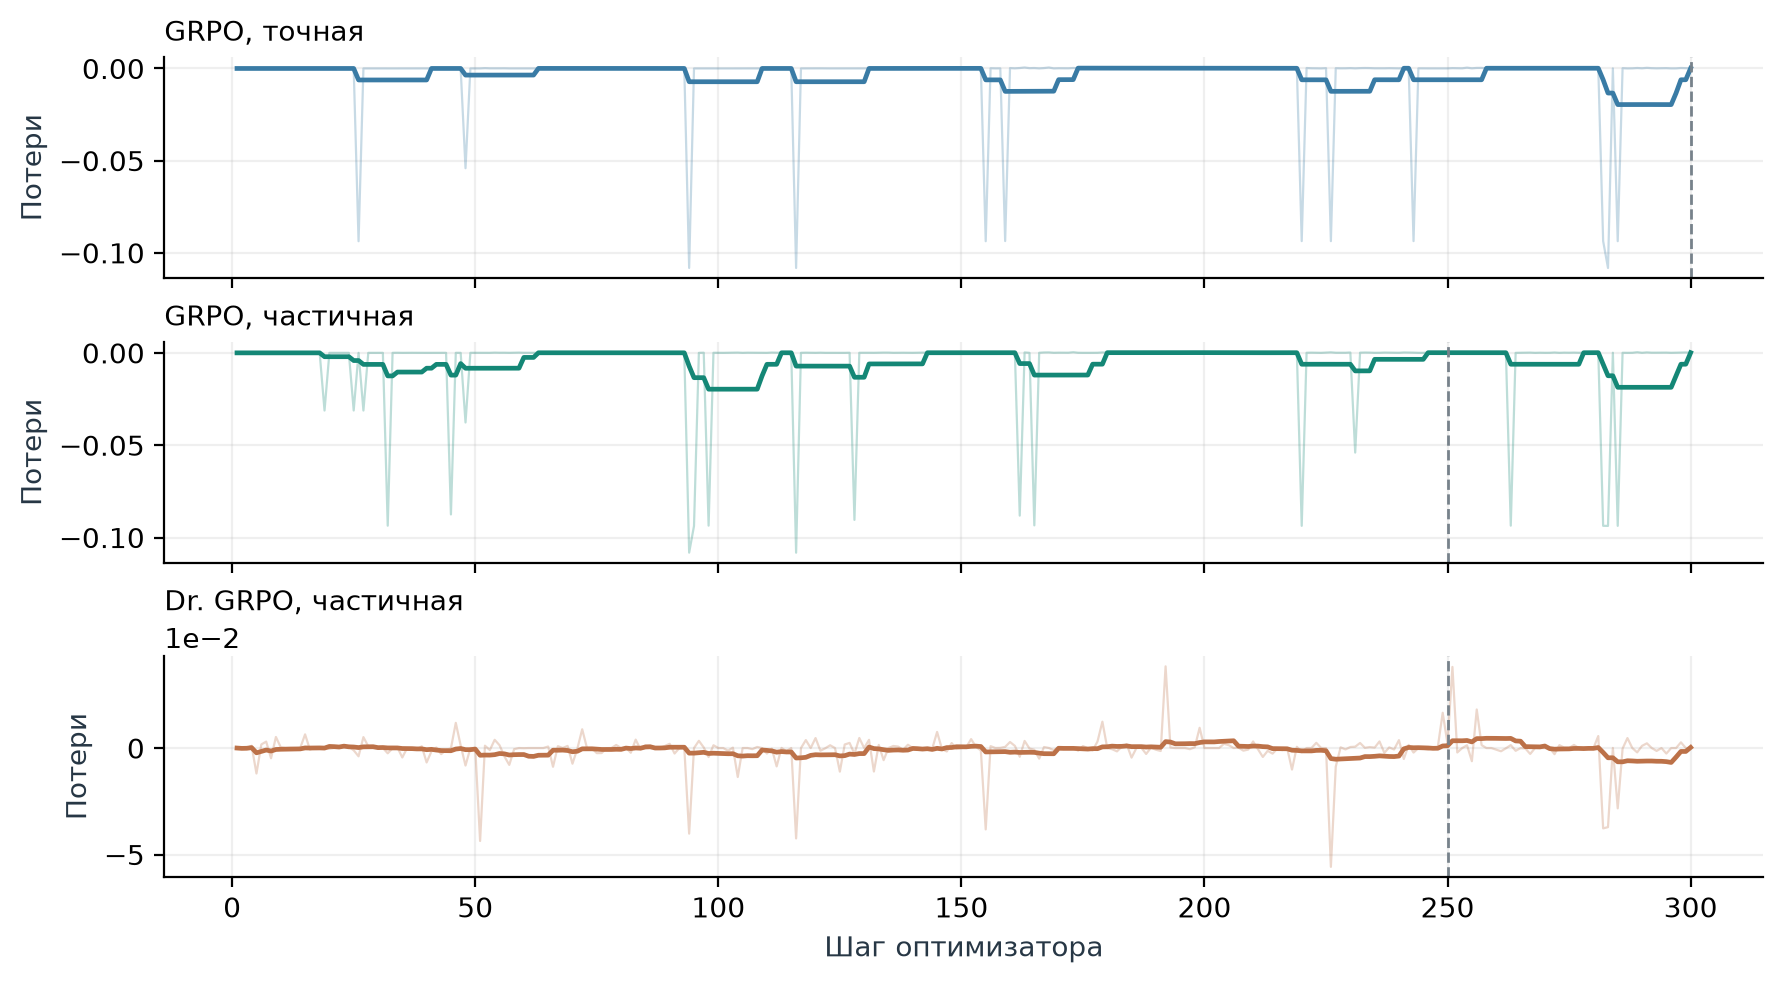 GRPO, точная
0.00
−0.05
−0.10
Потери
GRPO, частичная
0.00
−0.05
−0.10
Потери
Dr. GRPO, частичная
1e−2
0
−5
Потери
0 50 100 150 200 250 300
Шаг оптимизатора